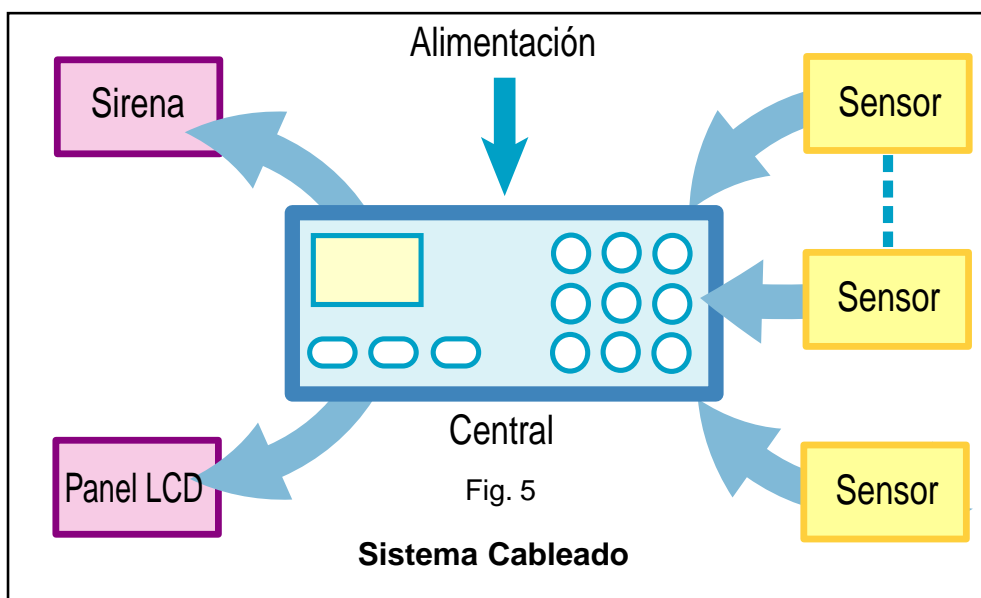 Alimentación
Sirena
Sensor
Sensor
Central
Panel LCD
Sensor
Fig. 5
Sistema Cableado